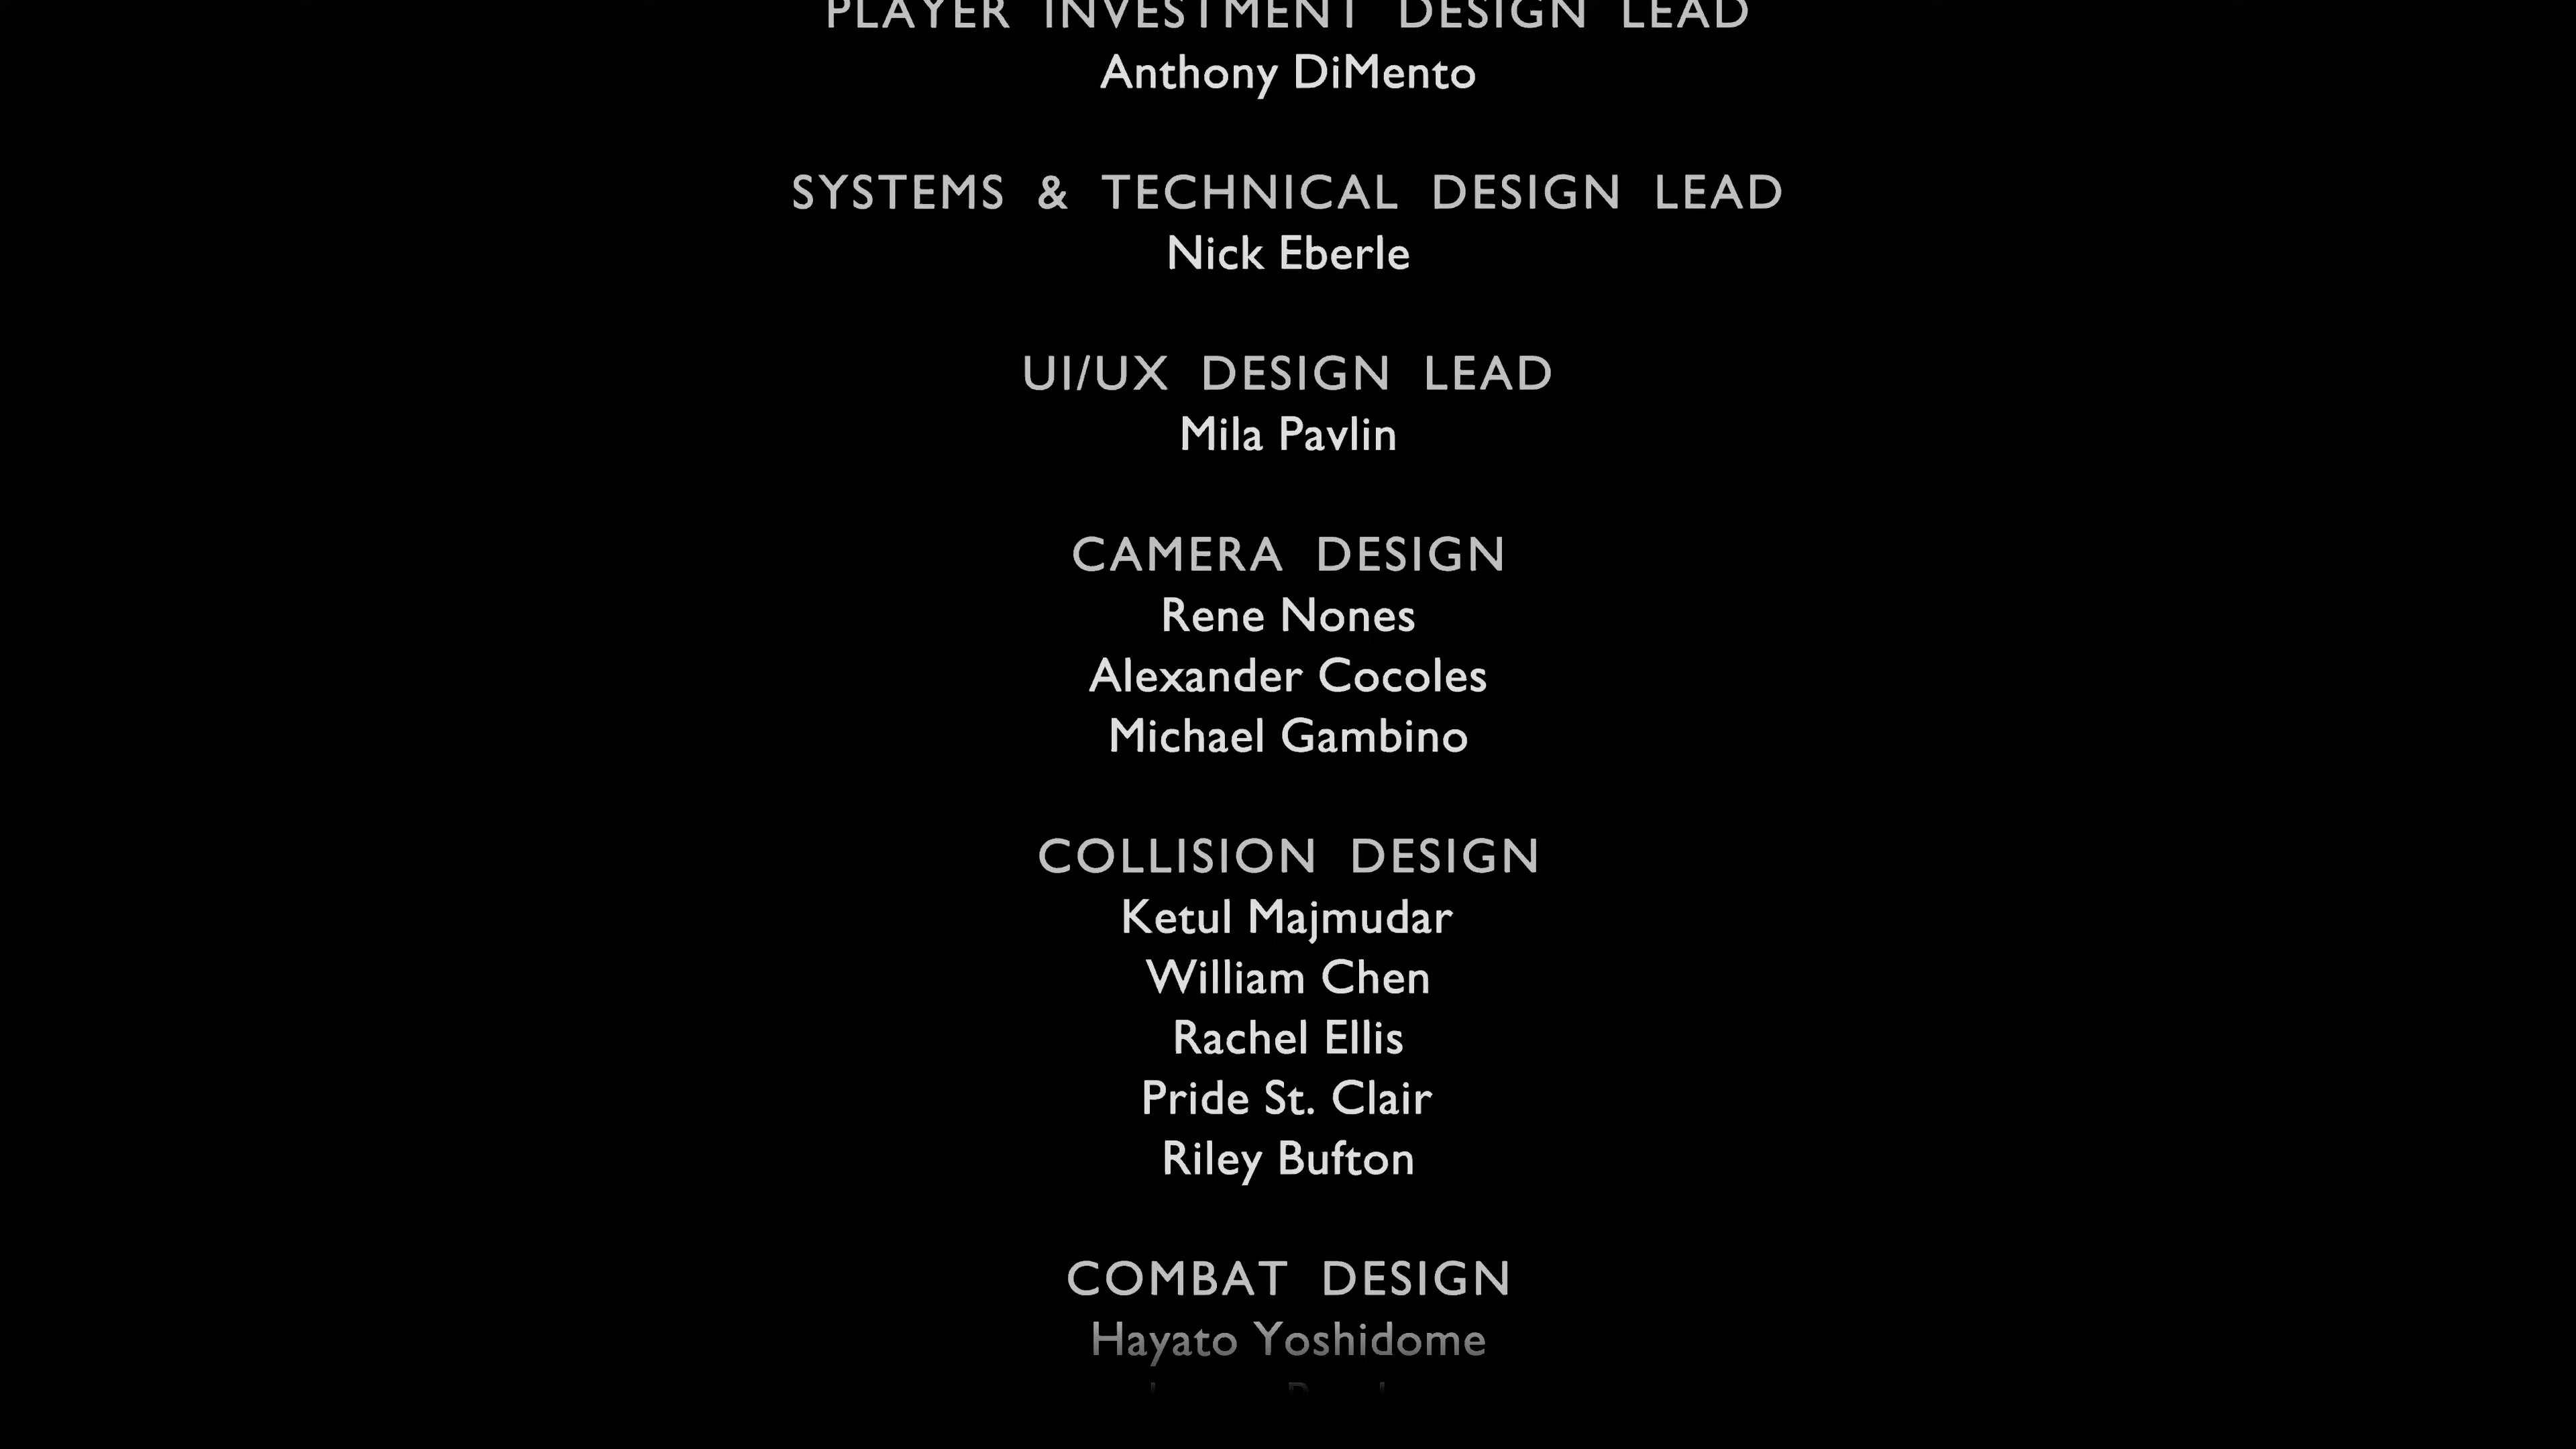 PLAYER INVESTMENT DESIGN LEAD
Anthony DiMento
SYSTEMS & TECHNICAL DESIGN LEAD
Nick Eberle
UI/UX DESIGN LEAD
Mila Pavlin
CAMERA DESIGN
Rene Nones
Alexander Cocoles
Michael Gambino
COLLISION DESIGN
Ketul Majmudar
William Chen
Rachel Ellis
Pride St. Clair
Riley Bufton
COMBAT DESIGN
Hayato Yoshidome